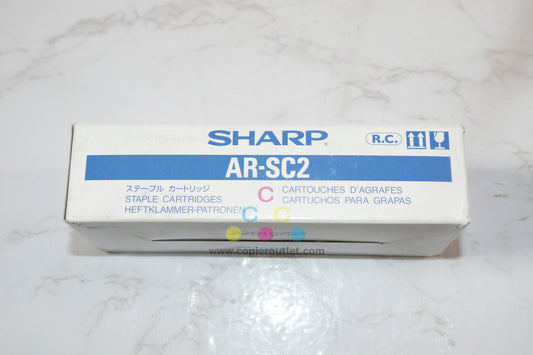 SHARP
R.C.
AR-SC2
ステープル カートリッジ
CARTOUCHES D'AGRAFES
STAPLE CARTRIDGES
CARTUCHOS PARA GRAPAS
HEFTKLAMMER-PATRONEN
C
C C
www.copieroutlet.com